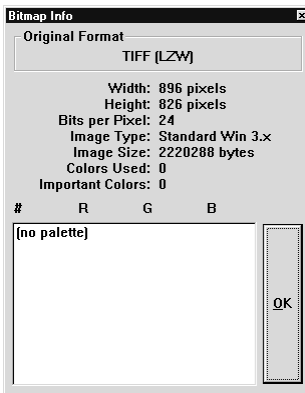 Bitmap Info
Original Format
TIFF (LZW)
Width: 896 pixels
Height: 826 pixels
Bits per Pixel: 24
Image Type: Standard Win 3.x
Image Size: 2220288 bytes
Colors Used: 0
Important Colors: 0
# R G B
(no palette)
OK